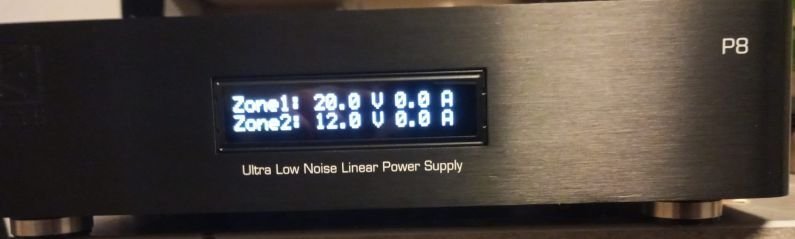 P8
Zone1: 20.0 V 0.0 A
Zone2: 12.0 V 0.0 A
Ultra Low Noise Linear Power Supply